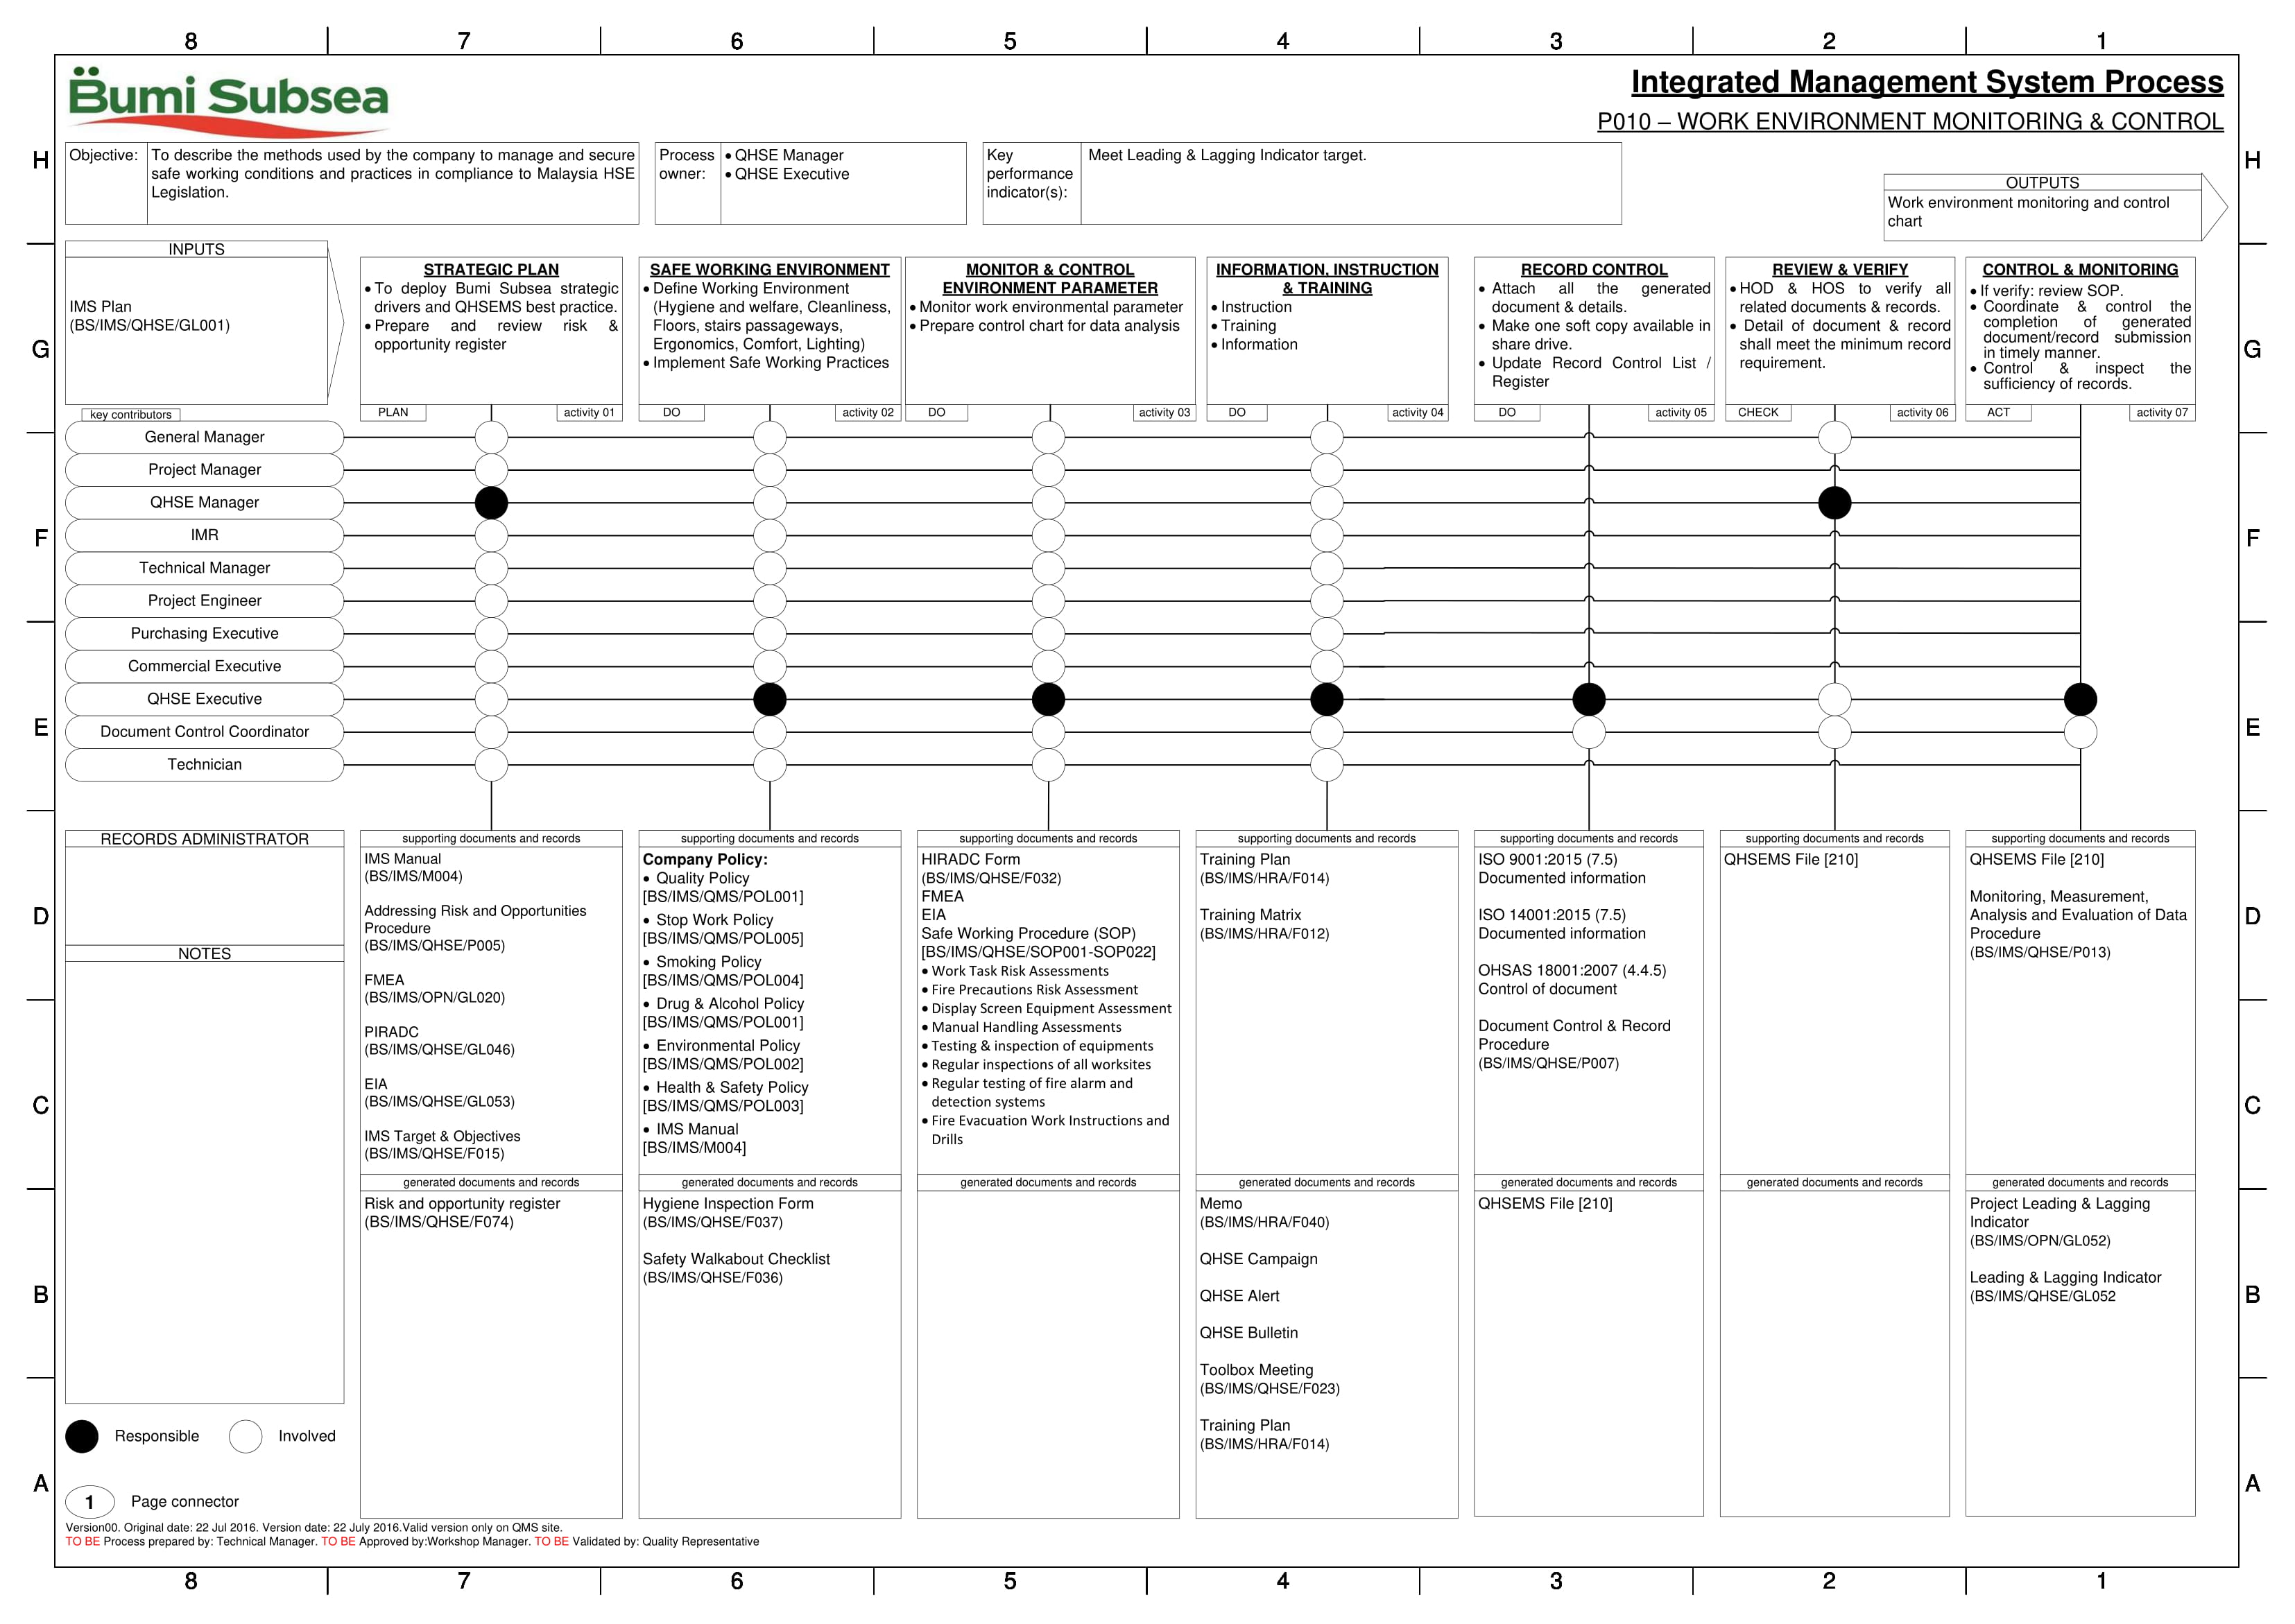 8 7 6 5 4 3 2 1
Bumi Subsea
Integrated Management System Process
P010 – WORK ENVIRONMENT MONITORING & CONTROL
H
H
Objective:
To describe the methods used by the company to manage and secure
safe working conditions and practices in compliance to Malaysia HSE
Legislation.
Process
owner:
• QHSE Manager
• QHSE Executive
Key
performance
indicator(s):
Meet Leading & Lagging Indicator target.
OUTPUTS
Work environment monitoring and control
chart
INPUTS
IMS Plan
(BS/IMS/QHSE/GL001)
G
G
STRATEGIC PLAN
• To deploy Bumi Subsea strategic
drivers and QHSEMS best practice.
• Prepare and review risk &
opportunity register
PLAN
activity 01
SAFE WORKING ENVIRONMENT
• Define Working Environment
(Hygiene and welfare, Cleanliness,
Floors, stairs passageways,
Ergonomics, Comfort, Lighting)
• Implement Safe Working Practices
DO
activity 02
MONITOR & CONTROL
ENVIRONMENT PARAMETER
• Monitor work environmental parameter
• Prepare control chart for data analysis
DO
activity 03
INFORMATION, INSTRUCTION
& TRAINING
• Instruction
• Training
• Information
DO
activity 04
RECORD CONTROL
• Attach all the generated
document & details.
• Make one soft copy available in
share drive.
• Update Record Control List /
Register
DO
activity 05
REVIEW & VERIFY
• HOD & HOS to verify all
related documents & records.
• Detail of document & record
shall meet the minimum record
requirement.
CHECK
activity 06
CONTROL & MONITORING
• If verify: review SOP.
• Coordinate & control the
completion of generated
document/record submission
in timely manner.
• Control & inspect the
sufficiency of records.
ACT
activity 07
key contributors
General Manager
Project Manager
QHSE Manager
F
F
IMR
Technical Manager
Project Engineer
Purchasing Executive
Commercial Executive
QHSE Executive
E
E
Document Control Coordinator
Technician
RECORDS ADMINISTRATOR
D
D
NOTES
C
C
supporting documents and records
IMS Manual
(BS/IMS/M004)
Addressing Risk and Opportunities
Procedure
(BS/IMS/QHSE/P005)
FMEA
(BS/IMS/OPN/GL020)
PIRADC
(BS/IMS/QHSE/GL046)
EIA
(BS/IMS/QHSE/GL053)
IMS Target & Objectives
(BS/IMS/QHSE/F015)
generated documents and records
Risk and opportunity register
(BS/IMS/QHSE/F074)
supporting documents and records
Company Policy:
• Quality Policy
[BS/IMS/QMS/POL001]
• Stop Work Policy
[BS/IMS/QMS/POL005]
• Smoking Policy
[BS/IMS/QMS/POL004]
• Drug & Alcohol Policy
[BS/IMS/QMS/POL001]
• Environmental Policy
[BS/IMS/QMS/POL002]
• Health & Safety Policy
[BS/IMS/QMS/POL003]
• IMS Manual
[BS/IMS/M004]
generated documents and records
Hygiene Inspection Form
(BS/IMS/QHSE/F037)
Safety Walkabout Checklist
(BS/IMS/QHSE/F036)
supporting documents and records
HIRADC Form
(BS/IMS/QHSE/F032)
FMEA
EIA
Safe Working Procedure (SOP)
[BS/IMS/QHSE/SOP001-SOP022]
• Work Task Risk Assessments
• Fire Precautions Risk Assessment
• Display Screen Equipment Assessment
• Manual Handling Assessments
• Testing & inspection of equipments
• Regular inspections of all worksites
• Regular testing of fire alarm and
detection systems
• Fire Evacuation Work Instructions and
Drills
generated documents and records
supporting documents and records
Training Plan
(BS/IMS/HRA/F014)
Training Matrix
(BS/IMS/HRA/F012)
generated documents and records
Memo
(BS/IMS/HRA/F040)
QHSE Campaign
QHSE Alert
QHSE Bulletin
Toolbox Meeting
(BS/IMS/QHSE/F023)
Training Plan
(BS/IMS/HRA/F014)
supporting documents and records
ISO 9001:2015 (7.5)
Documented information
ISO 14001:2015 (7.5)
Documented information
OHSAS 18001:2007 (4.4.5)
Control of document
Document Control & Record
Procedure
(BS/IMS/QHSE/P007)
generated documents and records
QHSEMS File [210]
supporting documents and records
QHSEMS File [210]
generated documents and records
supporting documents and records
QHSEMS File [210]
Monitoring, Measurement,
Analysis and Evaluation of Data
Procedure
(BS/IMS/QHSE/P013)
generated documents and records
Project Leading & Lagging
Indicator
(BS/IMS/OPN/GL052)
Leading & Lagging Indicator
(BS/IMS/QHSE/GL052
B
B
Responsible
Involved
A
A
1
Page connector
Version00. Original date: 22 Jul 2016. Version date: 22 July 2016.Valid version only on QMS site.
TO BE Process prepared by: Technical Manager. TO BE Approved by:Workshop Manager. TO BE Validated by: Quality Representative
8 7 6 5 4 3 2 1